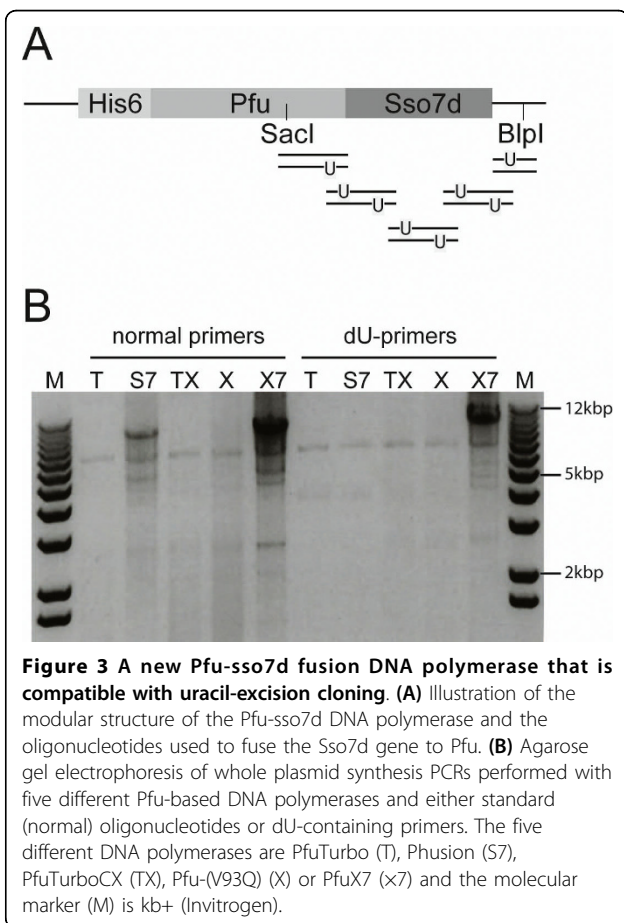 A
His6 Pfu Sso7d
SacI BlpI
U
U
U U
U U
U U
B
normal primers dU-primers
M T S7 TX X X7 T S7 TX X X7 M
12kbp
5kbp
2kbp
Figure 3 A new Pfu-sso7d fusion DNA polymerase that is
compatible with uracil-excision cloning. (A) Illustration of the
modular structure of the Pfu-sso7d DNA polymerase and the
oligonucleotides used to fuse the Sso7d gene to Pfu. (B) Agarose
gel electrophoresis of whole plasmid synthesis PCRs performed with
five different Pfu-based DNA polymerases and either standard
(normal) oligonucleotides or dU-containing primers. The five
different DNA polymerases are PfuTurbo (T), Phusion (S7),
PfuTurboCX (TX), Pfu-(V93Q) (X) or PfuX7 (×7) and the molecular
marker (M) is kb+ (Invitrogen).